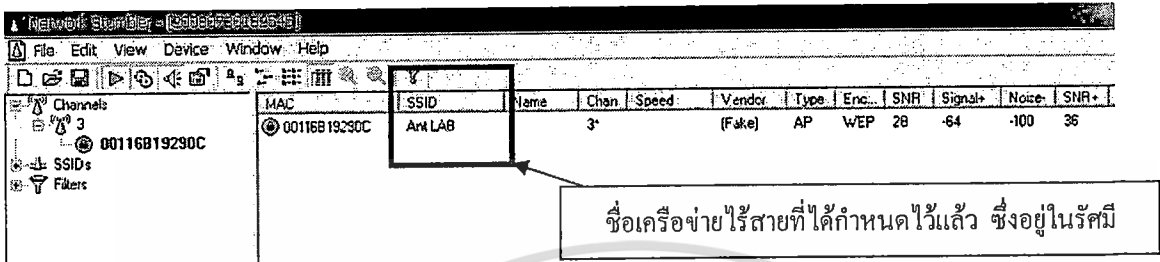 Network Stumbler - [
File Edit View Device Window Help
Channels
3
00116B19290C
SSIDs
Filters
MAC SSID Name Chan Speed Vendor Type Enc... SNR Signal+ Noise- SNR+
00116B19290C Ant LAB 3* (Fake) AP WEP 28 -64 -100 36
ชื่อเครือข่ายไร้สายที่ได้กำหนดไว้แล้ว ซึ่งอยู่ในรัศมี